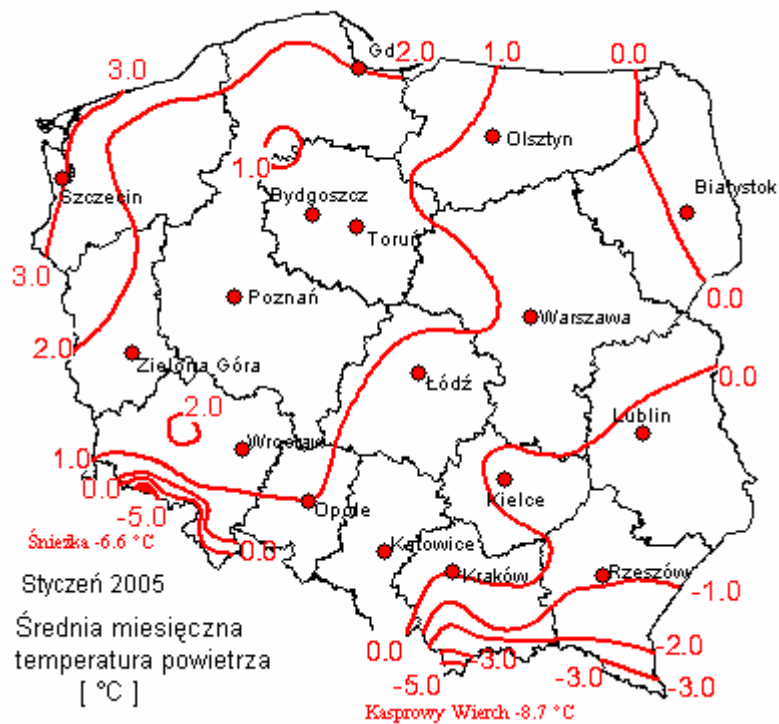 Gd
2.0
1.0
0.0
3.0
Olsztyn
1.0
Szczecin
Bydgoszcz
Białystok
Toruń
3.0
Poznań
0.0
Warszawa
2.0
Zielona Góra
Łódź
0.0
2.0
Lublin
Wrocław
1.0
0.0
Kielce
-5.0
Opole
Śnieżka -6.6 °C
0.0
Katowice
Kraków
Rzeszów
-1.0
Styczeń 2005
Średnia miesięczna
temperatura powietrza
[ °C ]
0.0
-2.0
-3.0
-3.0
-5.0
-3.0
Kasprowy Wierch -8.7 °C